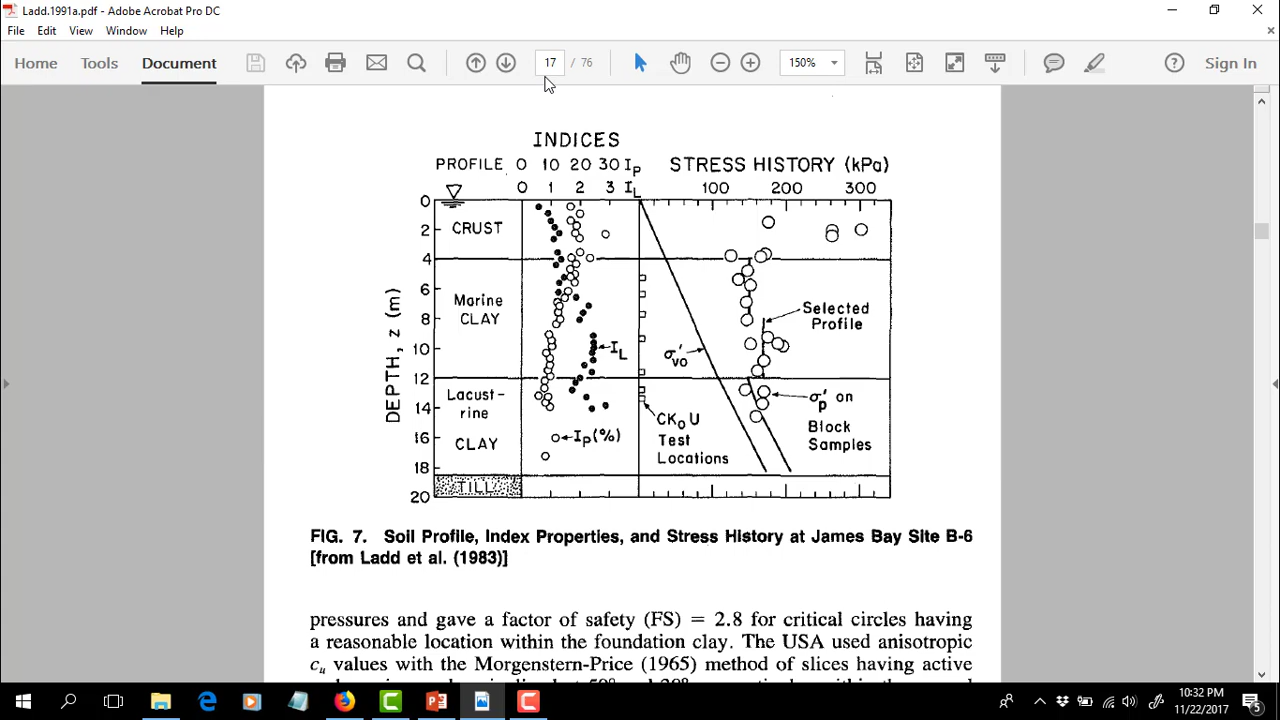 Ladd.1991a.pdf - Adobe Acrobat Pro DC
File Edit View Window Help
Home Tools Document 17 / 76 150% Sign In
INDICES
PROFILE 0 10 20 30 Iₚ STRESS HISTORY (kPa)
0 1 2 3 I_L 100 200 300
0
2 CRUST
4
6
Marine
CLAY
8
10
12
14
16
18
20
DEPTH, z (m)
Lacust-
rine
CLAY
TILL
I_L
Iₚ(%)
σ'vo
CK₀U
Test
Locations
Selected
Profile
σ'p on
Block
Samples
FIG. 7. Soil Profile, Index Properties, and Stress History at James Bay Site B-6
[from Ladd et al. (1983)]
pressures and gave a factor of safety (FS) = 2.8 for critical circles having
a reasonable location within the foundation clay. The USA used anisotropic
cᵤ values with the Morgenstern-Price (1965) method of slices having active
10:32 PM
11/22/2017
5